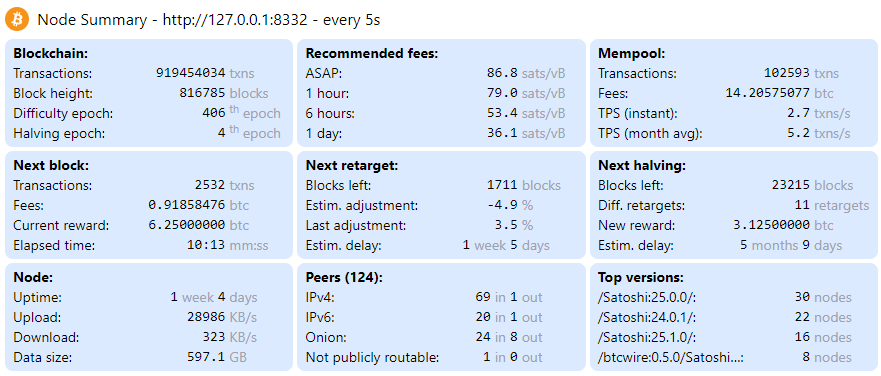 Node Summary - http://127.0.0.1:8332 - every 5s
Blockchain:
Transactions: 919454034 txns
Block height: 816785 blocks
Difficulty epoch: 406 th epoch
Halving epoch: 4 th epoch
Recommended fees:
ASAP: 86.8 sats/vB
1 hour: 79.0 sats/vB
6 hours: 53.4 sats/vB
1 day: 36.1 sats/vB
Mempool:
Transactions: 102593 txns
Fees: 14.20575077 btc
TPS (instant): 2.7 txns/s
TPS (month avg): 5.2 txns/s
Next block:
Transactions: 2532 txns
Fees: 0.91858476 btc
Current reward: 6.25000000 btc
Elapsed time: 10:13 mm:ss
Next retarget:
Blocks left: 1711 blocks
Estim. adjustment: -4.9 %
Last adjustment: 3.5 %
Estim. delay: 1 week 5 days
Next halving:
Blocks left: 23215 blocks
Diff. retargets: 11 retargets
New reward: 3.12500000 btc
Estim. delay: 5 months 9 days
Node:
Uptime: 1 week 4 days
Upload: 28986 KB/s
Download: 323 KB/s
Data size: 597.1 GB
Peers (124):
IPv4: 69 in 1 out
IPv6: 20 in 1 out
Onion: 24 in 8 out
Not publicly routable: 1 in 0 out
Top versions:
/Satoshi:25.0.0/: 30 nodes
/Satoshi:24.0.1/: 22 nodes
/Satoshi:25.1.0/: 16 nodes
/btcwire:0.5.0/Satoshi...: 8 nodes